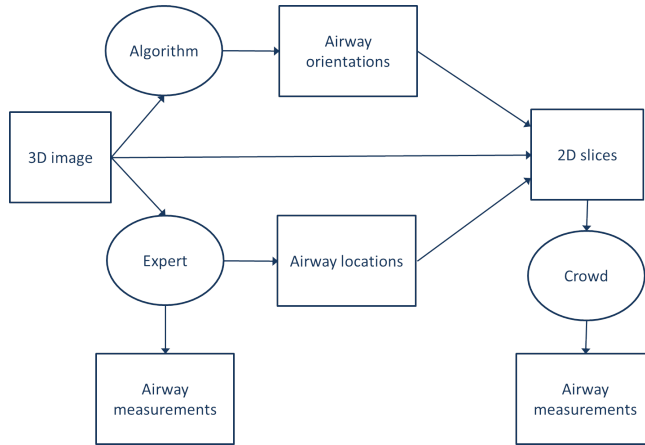 Algorithm
Airway
orientations
3D image
2D slices
Expert
Airway locations
Crowd
Airway
measurements
Airway
measurements